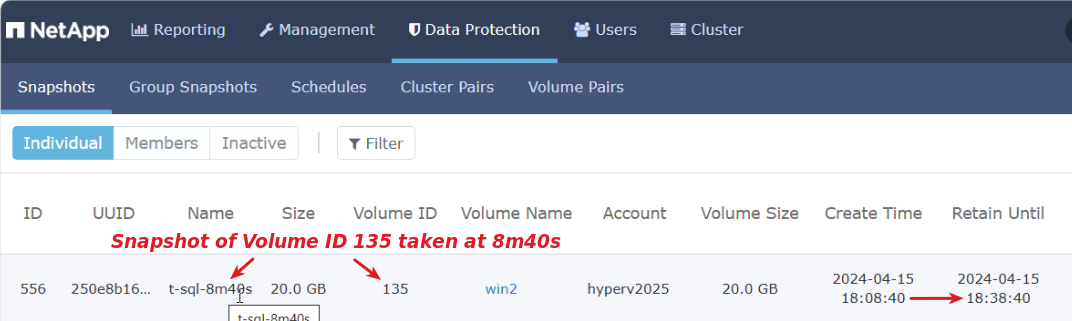 NetApp Reporting Management Data Protection Users Cluster
Snapshots Group Snapshots Schedules Cluster Pairs Volume Pairs
Individual Members Inactive Filter
ID UUID Name Size Volume ID Volume Name Account Volume Size Create Time Retain Until
Snapshot of Volume ID 135 taken at 8m40s
556 250e8b16... t-sql-8m40s 20.0 GB 135 win2 hyperv2025 20.0 GB 2024-04-15 18:08:40 2024-04-15 18:38:40
t-sql-8m40s